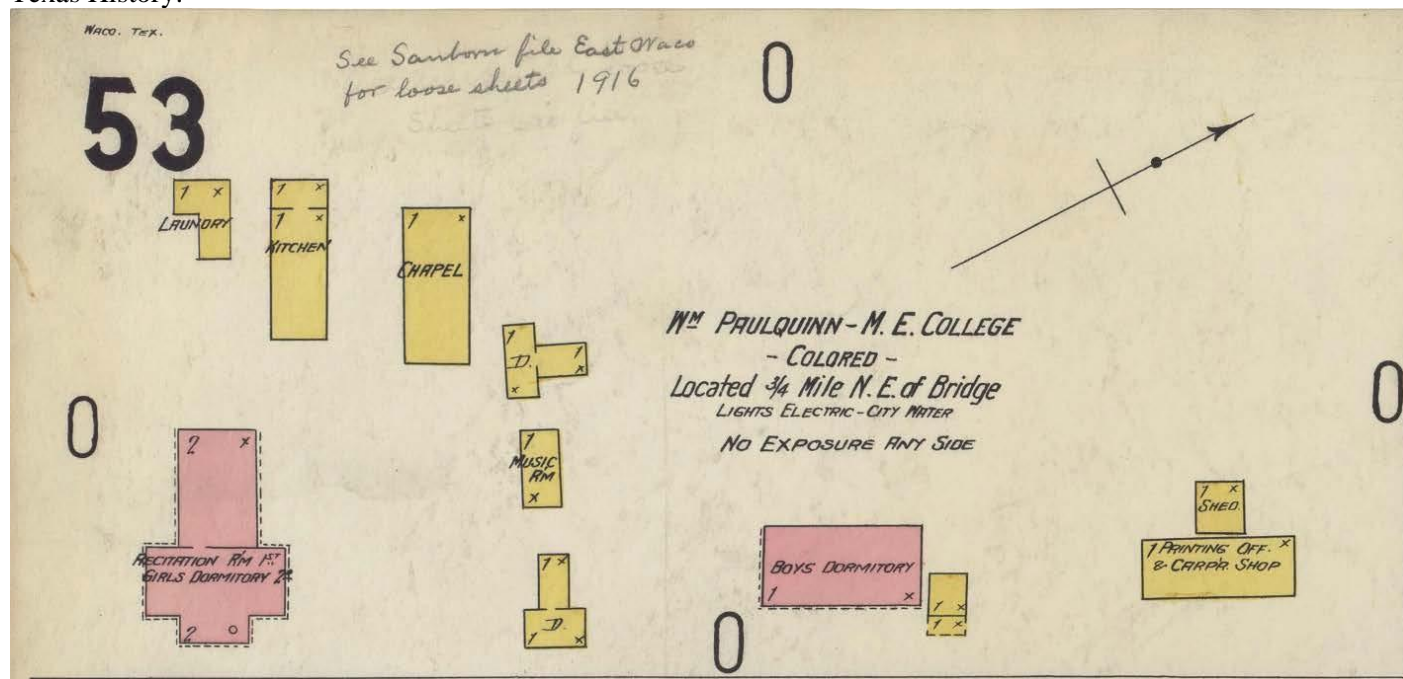 Texas History.
WACO. TEX.
53
See Sanborn file East Waco
for loose sheets 1916
0
1 x
LAUNDRY
1 x
1 x
KITCHEN
1 x
CHAPEL
1
D.
x
1
x
WM PAULQUINN - M. E. COLLEGE
- COLORED -
Located 3/4 Mile N. E. of Bridge
LIGHTS ELECTRIC - CITY WATER
NO EXPOSURE ANY SIDE
0
0
2 x
RECITATION R'M 1ST
GIRLS DORMITORY 2d.
2
1
MUSIC
RM
x
1 x
D.
1 x
BOYS DORMITORY
1 x
1 x
1 x
1 x
SHED.
1 PRINTING OFF. x
& CARP'R. SHOP
0